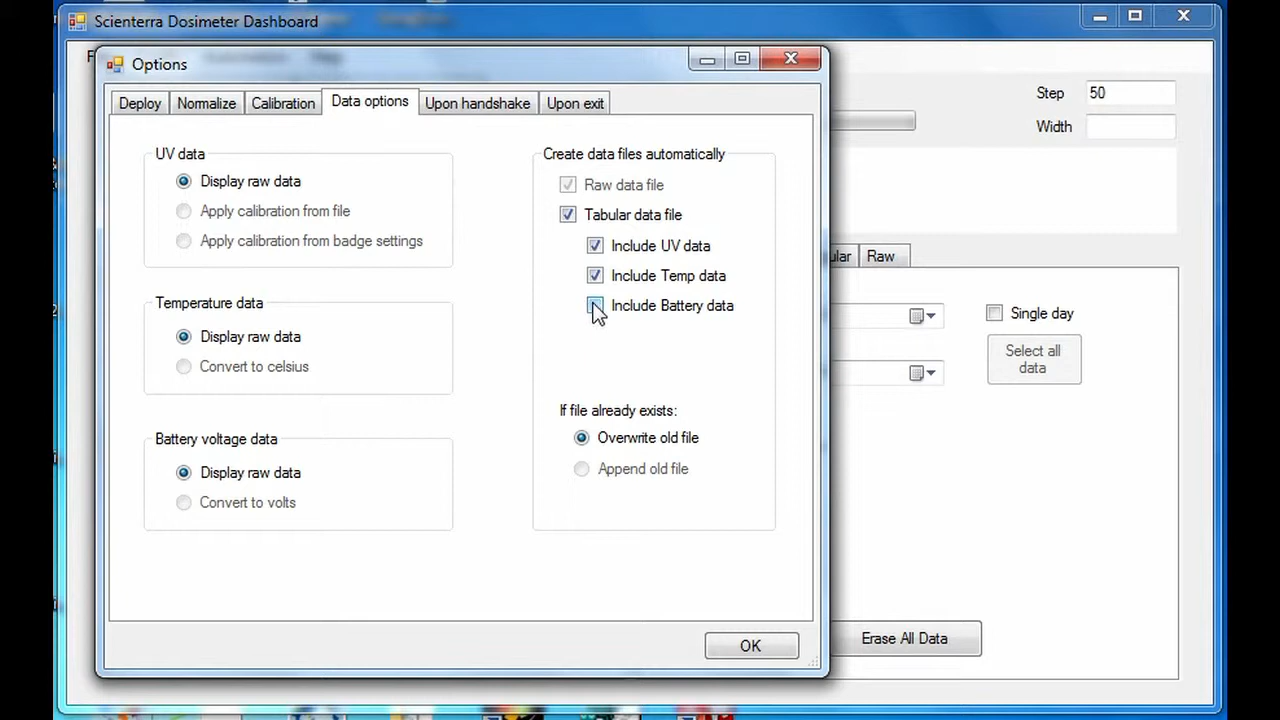 Scienterra Dosimeter Dashboard
Options
Deploy Normalize Calibration Data options Upon handshake Upon exit
UV data
Display raw data
Apply calibration from file
Apply calibration from badge settings
Temperature data
Display raw data
Convert to celsius
Battery voltage data
Display raw data
Convert to volts
Create data files automatically
Raw data file
Tabular data file
Include UV data
Include Temp data
Include Battery data
If file already exists:
Overwrite old file
Append old file
OK
Step 50
Width
Raw
Single day
Select all
data
Erase All Data